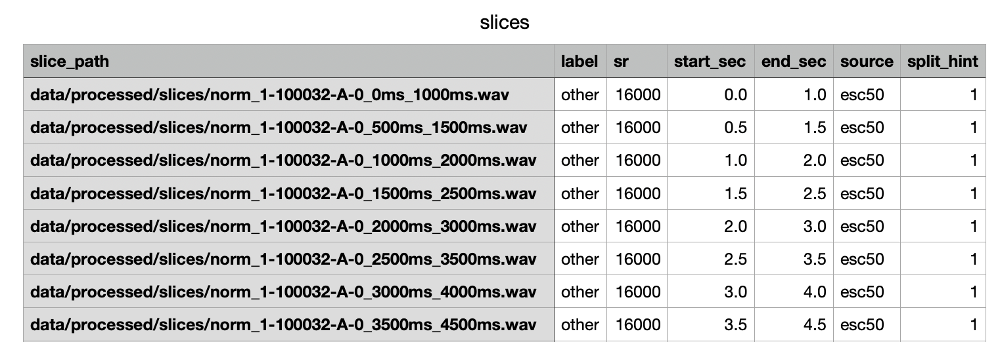 slices
slice_path label sr start_sec end_sec source split_hint
data/processed/slices/norm_1-100032-A-0_0ms_1000ms.wav other 16000 0.0 1.0 esc50 1
data/processed/slices/norm_1-100032-A-0_500ms_1500ms.wav other 16000 0.5 1.5 esc50 1
data/processed/slices/norm_1-100032-A-0_1000ms_2000ms.wav other 16000 1.0 2.0 esc50 1
data/processed/slices/norm_1-100032-A-0_1500ms_2500ms.wav other 16000 1.5 2.5 esc50 1
data/processed/slices/norm_1-100032-A-0_2000ms_3000ms.wav other 16000 2.0 3.0 esc50 1
data/processed/slices/norm_1-100032-A-0_2500ms_3500ms.wav other 16000 2.5 3.5 esc50 1
data/processed/slices/norm_1-100032-A-0_3000ms_4000ms.wav other 16000 3.0 4.0 esc50 1
data/processed/slices/norm_1-100032-A-0_3500ms_4500ms.wav other 16000 3.5 4.5 esc50 1